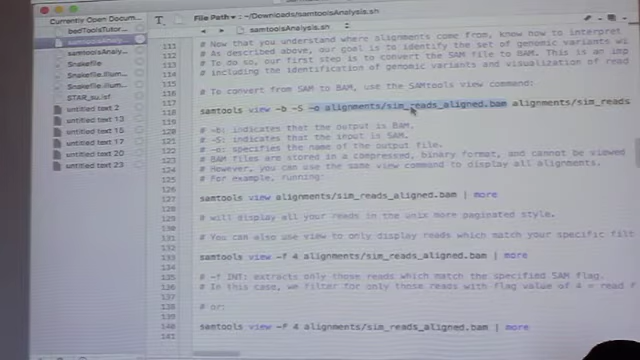 Currently Open Docum...
bedToolsTutor...
samtoolsAnaly...
samtoolsAnaly...
Snakefile
Snakefile.illum...
Snakefile.illum...
STAR_su.isf
untitled text 2
untitled text 13
untitled text 15
untitled text 17
untitled text 20
untitled text 23
File Path ▾ : ~/Downloads/samtoolsAnalysis.sh
samtoolsAnalysis.sh
111 # Now that you understand where alignments come from, know how to interpret
112 # As described above, our goal is to identify the set of genomic variants wi
113 # To do so, our first step is to convert the SAM file to BAM. This is an imp
114 # including the identification of genomic variants and visualization of read
115
116 # To convert from SAM to BAM, use the SAMtools view command:
117
118 samtools view -b -S -o alignments/sim_reads_aligned.bam alignments/sim_reads
119
120 # -b: indicates that the output is BAM.
121 # -S: indicates that the input is SAM.
122 # -o: specifies the name of the output file.
123 # BAM files are stored in a compressed, binary format, and cannot be viewed
124 # However, you can use the same view command to display all alignments.
125 # For example, running:
126
127 samtools view alignments/sim_reads_aligned.bam | more
128
129 # will display all your reads in the unix more paginated style.
130
131 # You can also use view to only display reads which match your specific filt
132
133 samtools view -f 4 alignments/sim_reads_aligned.bam | more
134
135 # -f INT: extracts only those reads which match the specified SAM flag.
136 # In this case, we filter for only those reads with flag value of 4 = read
137
138 # or:
139
140 samtools view -F 4 alignments/sim_reads_aligned.bam | more
141